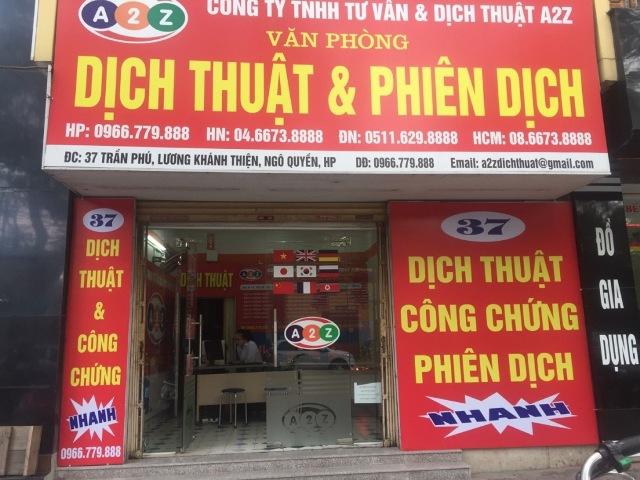 A2Z
CÔNG TY TNHH TƯ VẤN & DỊCH THUẬT A2Z
VĂN PHÒNG
DỊCH THUẬT & PHIÊN DỊCH
HP: 0966.779.888 HN: 04.6673.8888 ĐN: 0511.629.8888 HCM: 08.6673.8888
ĐC: 37 TRẦN PHÚ, LƯƠNG KHÁNH THIỆN, NGÔ QUYỀN, HP DĐ: 0966.779.888 Email: a2zdichthuat@gmail.com
37
DỊCH
THUẬT
&
CÔNG
CHỨNG
NHANH
0966.779.888
DỊCH THUẬT
A2Z
A2Z
37
DỊCH THUẬT
CÔNG CHỨNG
PHIÊN DỊCH
NHANH
ĐỒ
GIA
DỤNG